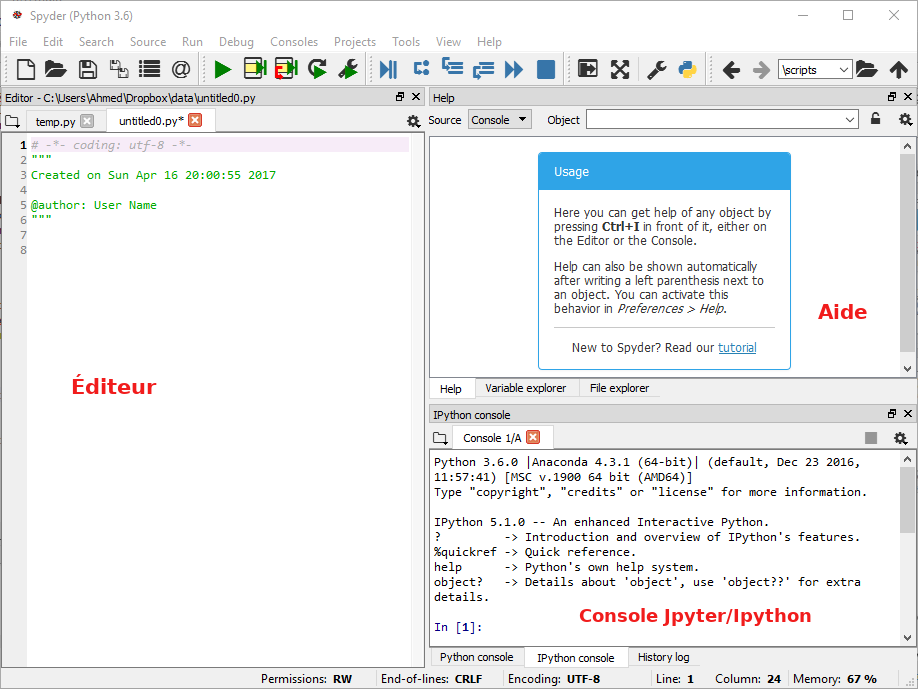 Spyder (Python 3.6)
File Edit Search Source Run Debug Consoles Projects Tools View Help
\scripts
Editor - C:\Users\Ahmed\Dropbox\data\untitled0.py
temp.py untitled0.py*
1 # -*- coding: utf-8 -*-
2 """
3 Created on Sun Apr 16 20:00:55 2017
4
5 @author: User Name
6 """
7
8
Éditeur
Help
Source Console Object
Usage
Here you can get help of any object by
pressing Ctrl+I in front of it, either on
the Editor or the Console.
Help can also be shown automatically
after writing a left parenthesis next to
an object. You can activate this
behavior in Preferences > Help.
New to Spyder? Read our tutorial
Aide
Help Variable explorer File explorer
IPython console
Console 1/A
Python 3.6.0 |Anaconda 4.3.1 (64-bit)| (default, Dec 23 2016,
11:57:41) [MSC v.1900 64 bit (AMD64)]
Type "copyright", "credits" or "license" for more information.
IPython 5.1.0 -- An enhanced Interactive Python.
? -> Introduction and overview of IPython's features.
%quickref -> Quick reference.
help -> Python's own help system.
object? -> Details about 'object', use 'object??' for extra
details.
Console Jpyter/Ipython
In [1]:
Python console IPython console History log
Permissions: RW End-of-lines: CRLF Encoding: UTF-8 Line: 1 Column: 24 Memory: 67 %